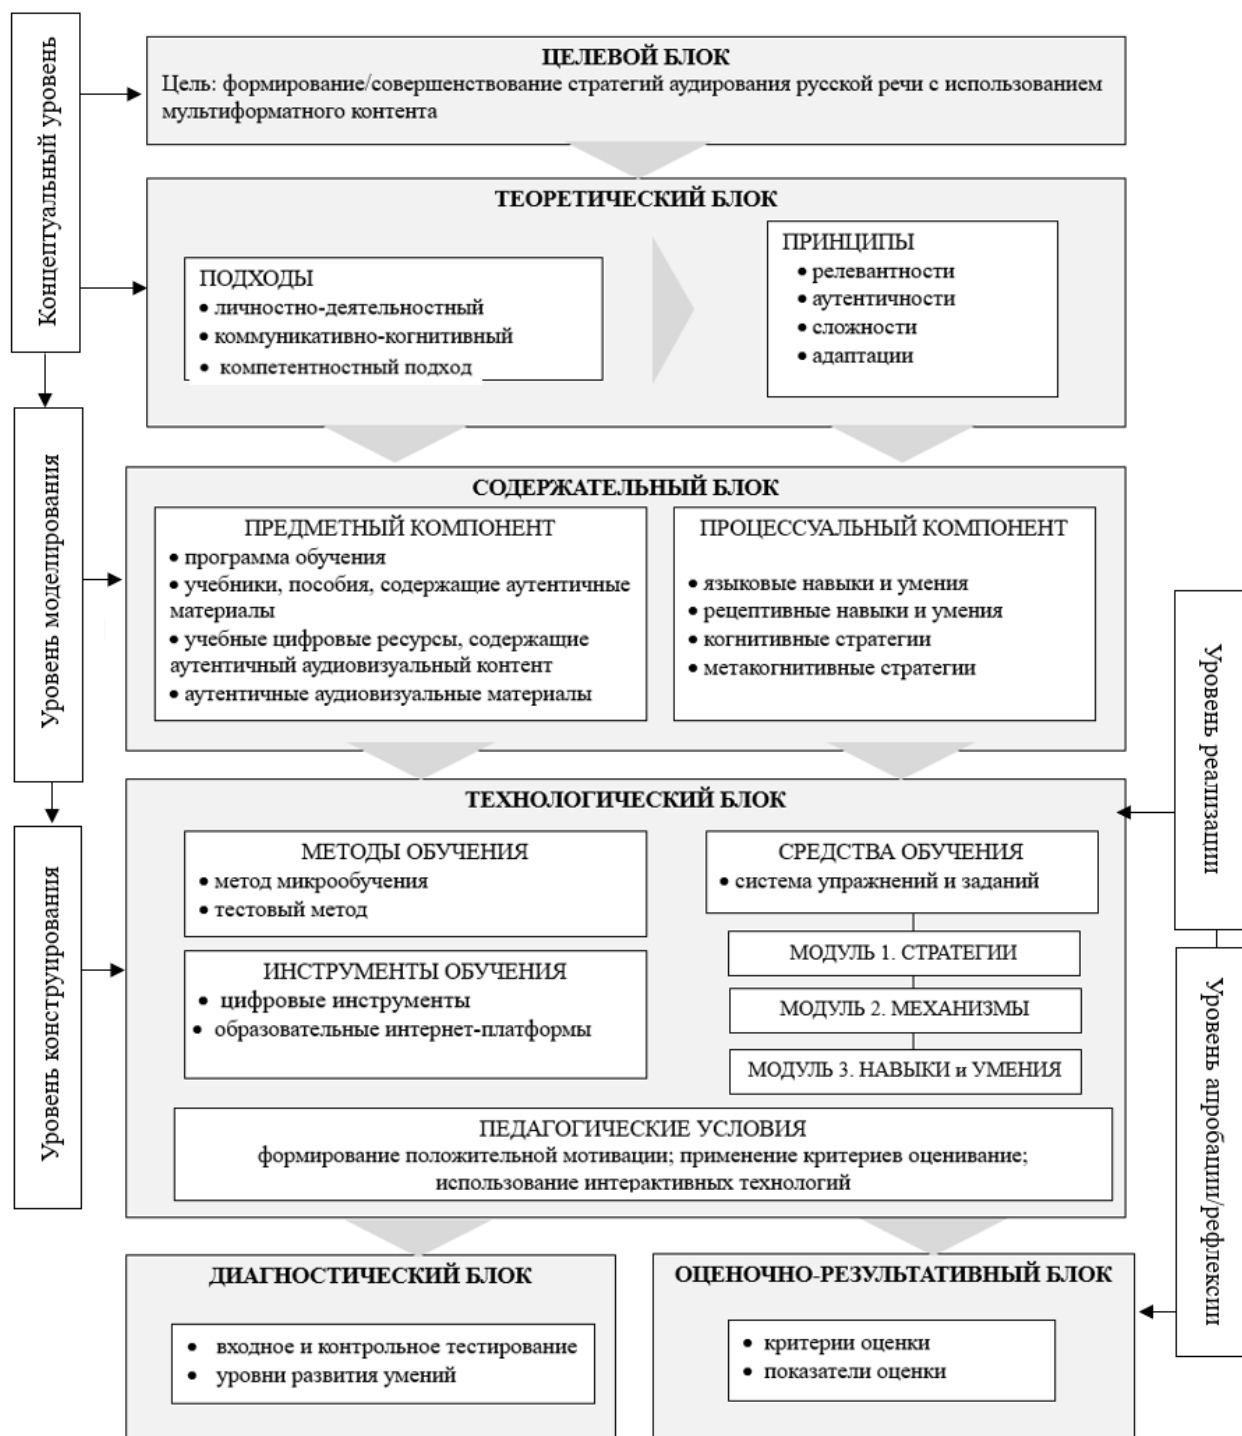 Концептуальный уровень
ЦЕЛЕВОЙ БЛОК
Цель: формирование/совершенствование стратегий аудирования русской речи с использованием
мультиформатного контента
ТЕОРЕТИЧЕСКИЙ БЛОК
ПОДХОДЫ
• личностно-деятельностный
• коммуникативно-когнитивный
• компетентностный подход
ПРИНЦИПЫ
• релевантности
• аутентичности
• сложности
• адаптации
Уровень моделирования
СОДЕРЖАТЕЛЬНЫЙ БЛОК
ПРЕДМЕТНЫЙ КОМПОНЕНТ
• программа обучения
• учебники, пособия, содержащие аутентичные
материалы
• учебные цифровые ресурсы, содержащие
аутентичный аудиовизуальный контент
• аутентичные аудиовизуальные материалы
ПРОЦЕССУАЛЬНЫЙ КОМПОНЕНТ
• языковые навыки и умения
• рецептивные навыки и умения
• когнитивные стратегии
• метакогнитивные стратегии
Уровень реализации
Уровень конструирования
ТЕХНОЛОГИЧЕСКИЙ БЛОК
МЕТОДЫ ОБУЧЕНИЯ
• метод микрообучения
• тестовый метод
ИНСТРУМЕНТЫ ОБУЧЕНИЯ
• цифровые инструменты
• образовательные интернет-платформы
СРЕДСТВА ОБУЧЕНИЯ
• система упражнений и заданий
МОДУЛЬ 1. СТРАТЕГИИ
МОДУЛЬ 2. МЕХАНИЗМЫ
МОДУЛЬ 3. НАВЫКИ и УМЕНИЯ
ПЕДАГОГИЧЕСКИЕ УСЛОВИЯ
формирование положительной мотивации; применение критериев оценивание;
использование интерактивных технологий
Уровень апробации/рефлексии
ДИАГНОСТИЧЕСКИЙ БЛОК
• входное и контрольное тестирование
• уровни развития умений
ОЦЕНОЧНО-РЕЗУЛЬТАТИВНЫЙ БЛОК
• критерии оценки
• показатели оценки